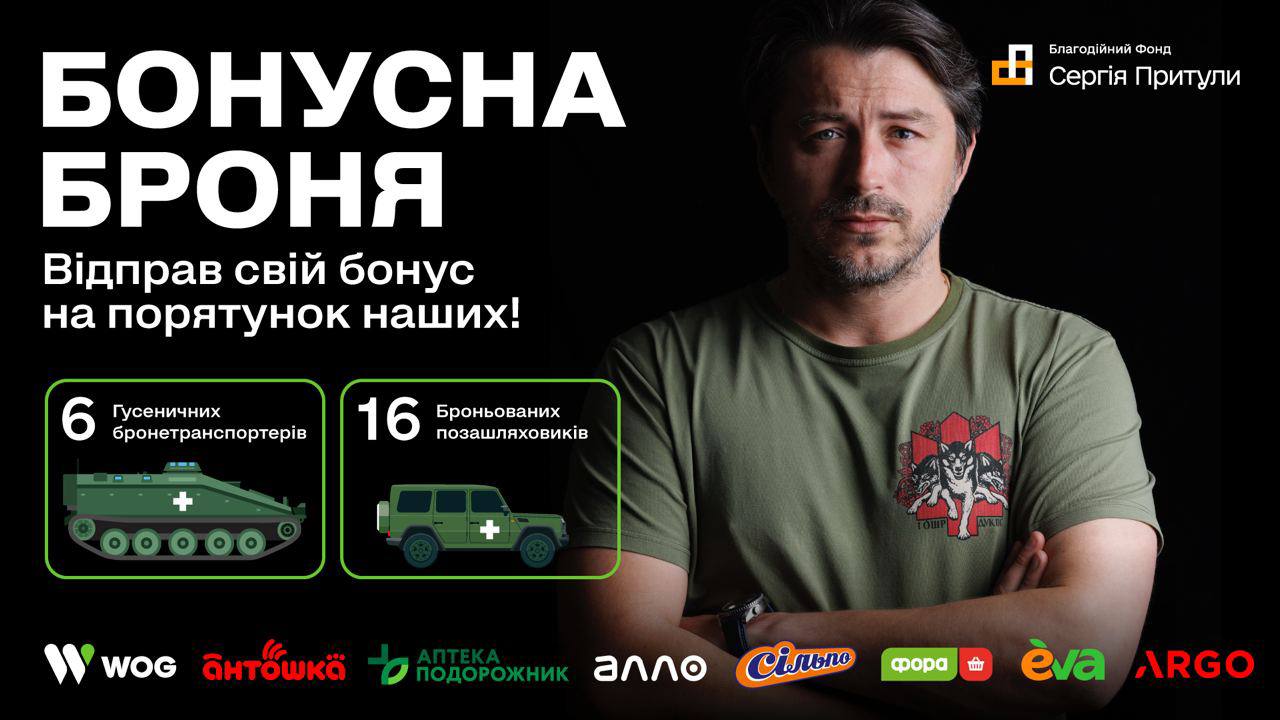 БОНУСНА
БРОНЯ
Відправ свій бонус
на порятунок наших!
Благодійний Фонд
Сергія Притули
6 Гусеничних
бронетранспортерів
16 Броньованих
позашляховиків
WOG
антошка
АПТЕКА
ПОДОРОЖНИК
алло
Сільпо
фора
èva
ARGO